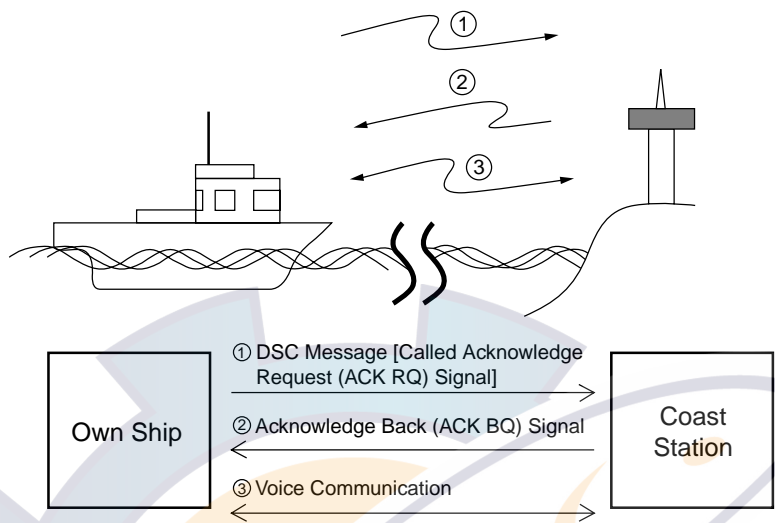 ①
②
③
① DSC Message [Called Acknowledge
Request (ACK RQ) Signal]
Own Ship
② Acknowledge Back (ACK BQ) Signal
Coast
Station
③ Voice Communication